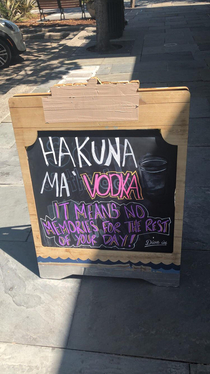 HAKUNA
MA' VODKA
IT MEANS NO
MEMORIES FOR THE REST
OF YOUR DAY!